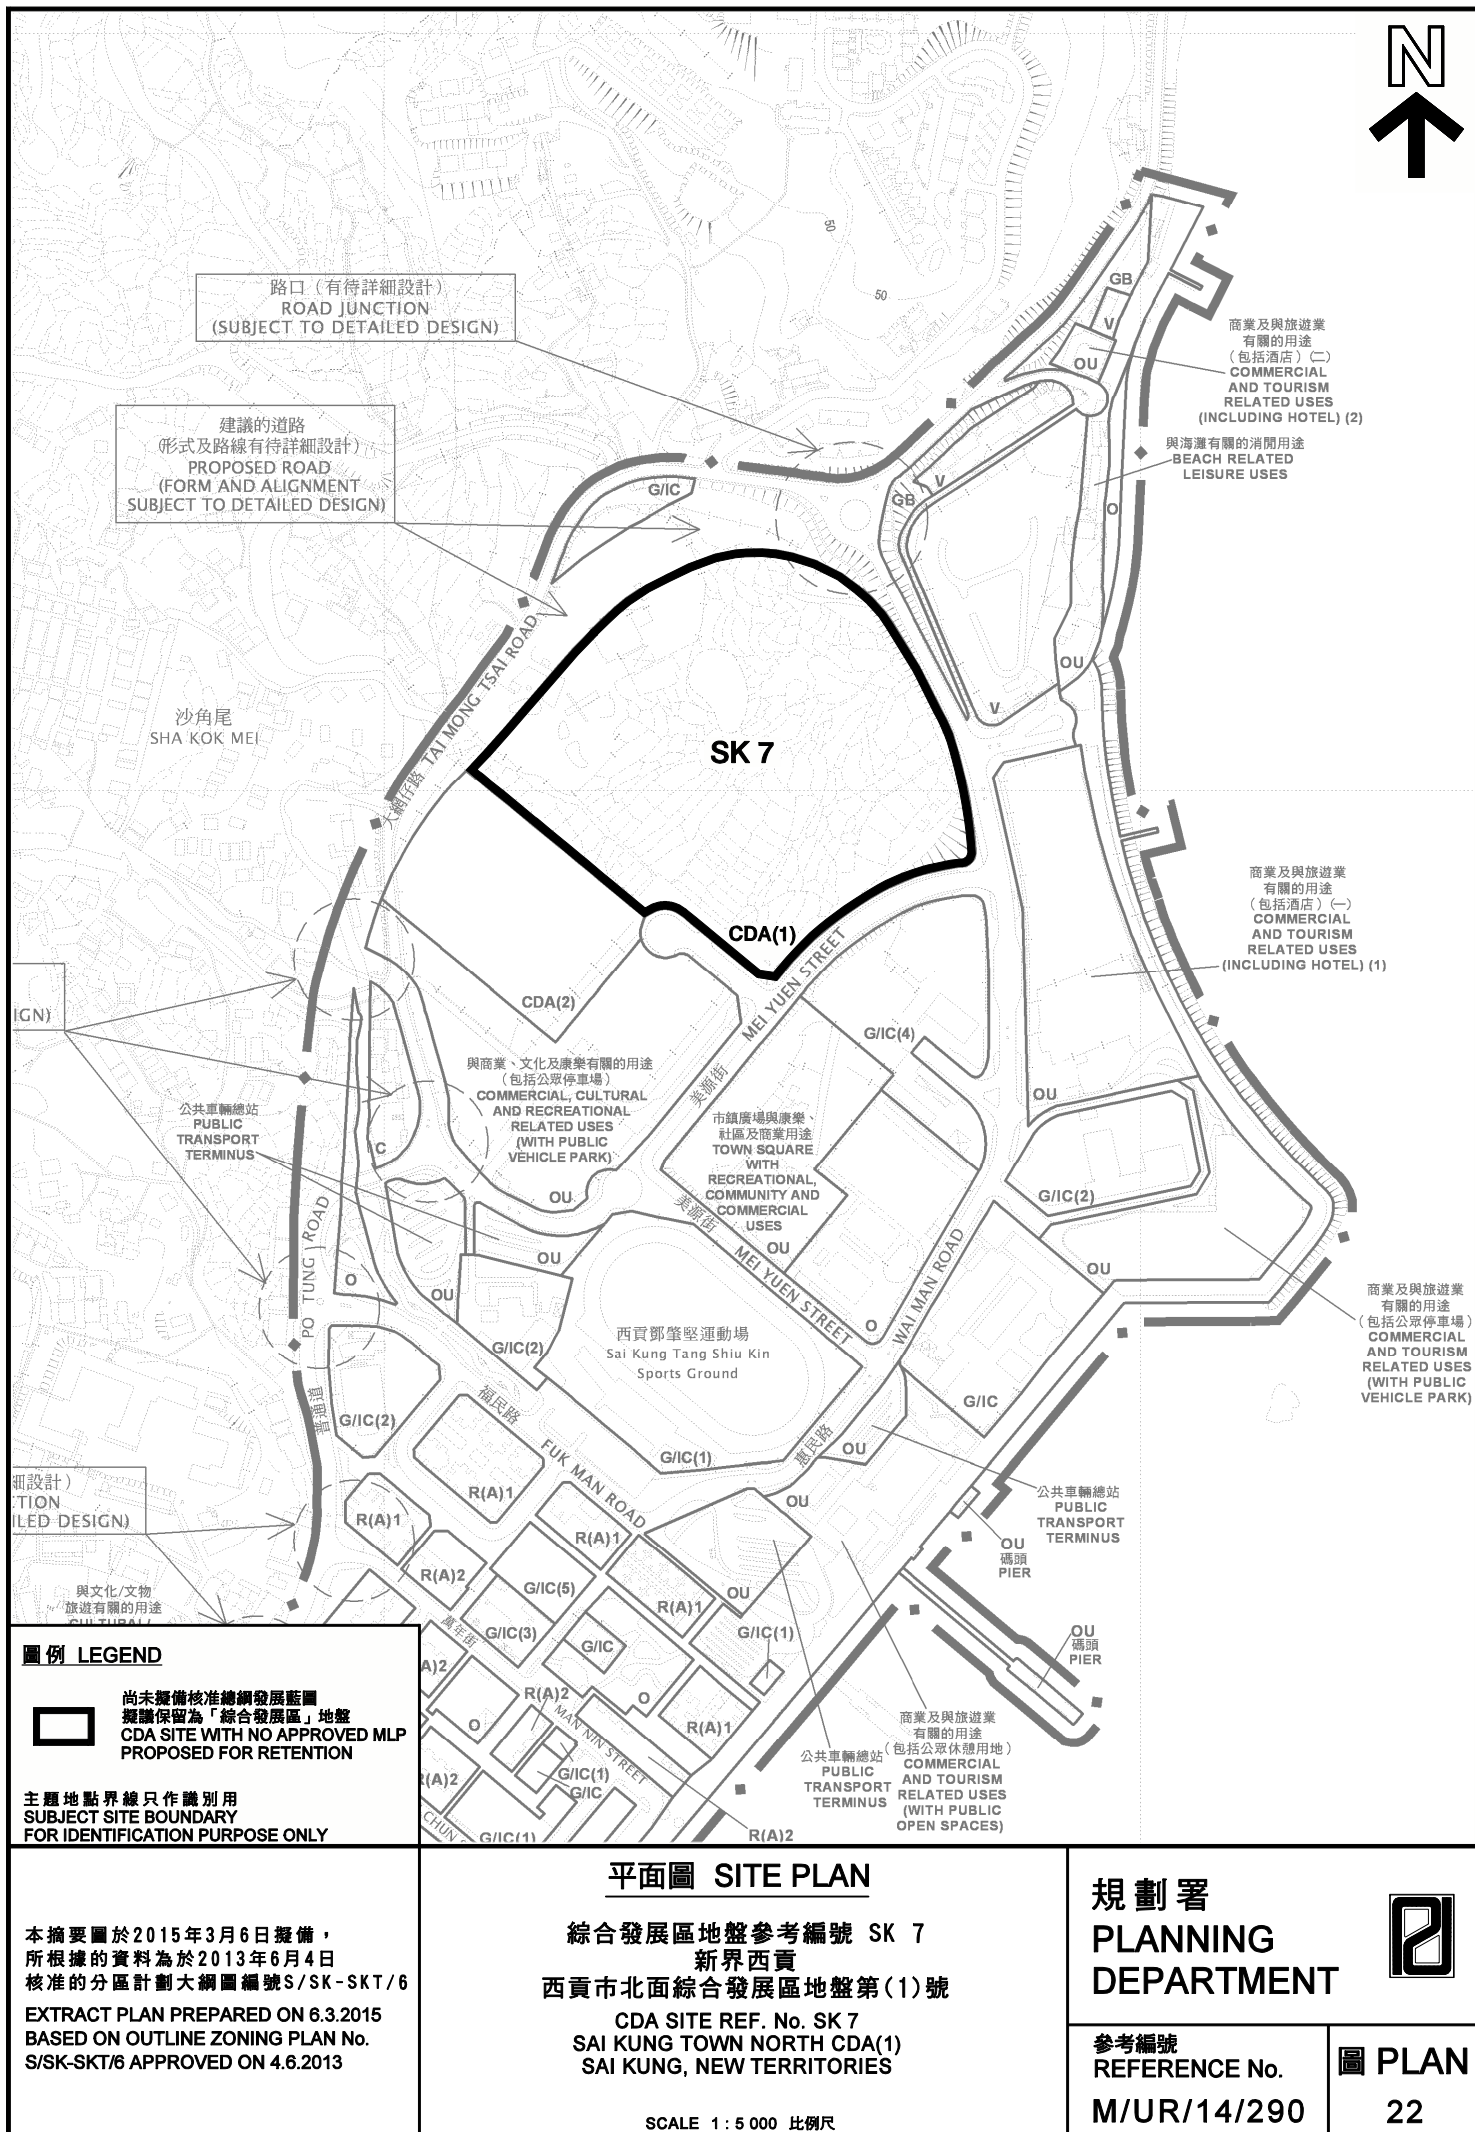 N
50
50
路口（有待詳細設計）
ROAD JUNCTION
(SUBJECT TO DETAILED DESIGN)
建議的道路
(形式及路線有待詳細設計)
PROPOSED ROAD
(FORM AND ALIGNMENT
SUBJECT TO DETAILED DESIGN)
GB
V
OU
商業及與旅遊業
有關的用途
（包括酒店）(二)
COMMERCIAL
AND TOURISM
RELATED USES
(INCLUDING HOTEL) (2)
與海灘有關的消閒用途
BEACH RELATED
LEISURE USES
G/IC
GB
V
O
OU
V
大網仔路 TAI MONG TSAI ROAD
沙角尾
SHA KOK MEI
SK 7
CDA(1)
商業及與旅遊業
有關的用途
（包括酒店）(一)
COMMERCIAL
AND TOURISM
RELATED USES
(INCLUDING HOTEL) (1)
CDA(2)
美源街 MEI YUEN STREET
G/IC(4)
IGN)
與商業、文化及康樂有關的用途
（包括公眾停車場）
COMMERCIAL, CULTURAL
AND RECREATIONAL
RELATED USES
(WITH PUBLIC
VEHICLE PARK)
OU
公共車輛總站
PUBLIC
TRANSPORT
TERMINUS
市鎮廣場與康樂、
社區及商業用途
TOWN SQUARE
WITH
RECREATIONAL,
COMMUNITY AND
COMMERCIAL
USES
OU
C
OU
G/IC(2)
美源街
MEI YUEN STREET
WAI MAN ROAD
PO TUNG ROAD
O
OU
OU
OU
G/IC(2)
O
西貢鄧肇堅運動場
Sai Kung Tang Shiu Kin
Sports Ground
商業及與旅遊業
有關的用途
（包括公眾停車場）
COMMERCIAL
AND TOURISM
RELATED USES
(WITH PUBLIC
VEHICLE PARK)
普通道
G/IC(2)
福民路
FUK MAN ROAD
G/IC
G/IC(1)
惠民路
OU
細設計）
TION
ILED DESIGN)
R(A)1
R(A)1
OU
公共車輛總站
PUBLIC
TRANSPORT
TERMINUS
R(A)1
OU
碼頭
PIER
R(A)2
G/IC(5)
OU
R(A)1
與文化/文物
旅遊有關的用途
CULTURAL/
萬年街
G/IC(3)
G/IC
G/IC(1)
OU
碼頭
PIER
A)2
R(A)2
O
O
MAN NIN STREET
R(A)1
商業及與旅遊業
有關的用途
（包括公眾休憩用地）
COMMERCIAL
AND TOURISM
RELATED USES
(WITH PUBLIC
OPEN SPACES)
公共車輛總站
PUBLIC
TRANSPORT
TERMINUS
R(A)2
G/IC(1)
G/IC
CHUN
G/IC(1)
R(A)2
圖例 LEGEND
尚未擬備核准總綱發展藍圖
擬議保留為「綜合發展區」地盤
CDA SITE WITH NO APPROVED MLP
PROPOSED FOR RETENTION
主題地點界線只作識別用
SUBJECT SITE BOUNDARY
FOR IDENTIFICATION PURPOSE ONLY
本摘要圖於2015年3月6日擬備，
所根據的資料為於2013年6月4日
核准的分區計劃大綱圖編號S/SK-SKT/6
EXTRACT PLAN PREPARED ON 6.3.2015
BASED ON OUTLINE ZONING PLAN No.
S/SK-SKT/6 APPROVED ON 4.6.2013
平面圖 SITE PLAN
綜合發展區地盤參考編號 SK 7
新界西貢
西貢市北面綜合發展區地盤第(1)號
CDA SITE REF. No. SK 7
SAI KUNG TOWN NORTH CDA(1)
SAI KUNG, NEW TERRITORIES
SCALE 1 : 5 000 比例尺
規劃署
PLANNING
DEPARTMENT
參考編號
REFERENCE No.
M/UR/14/290
圖 PLAN
22